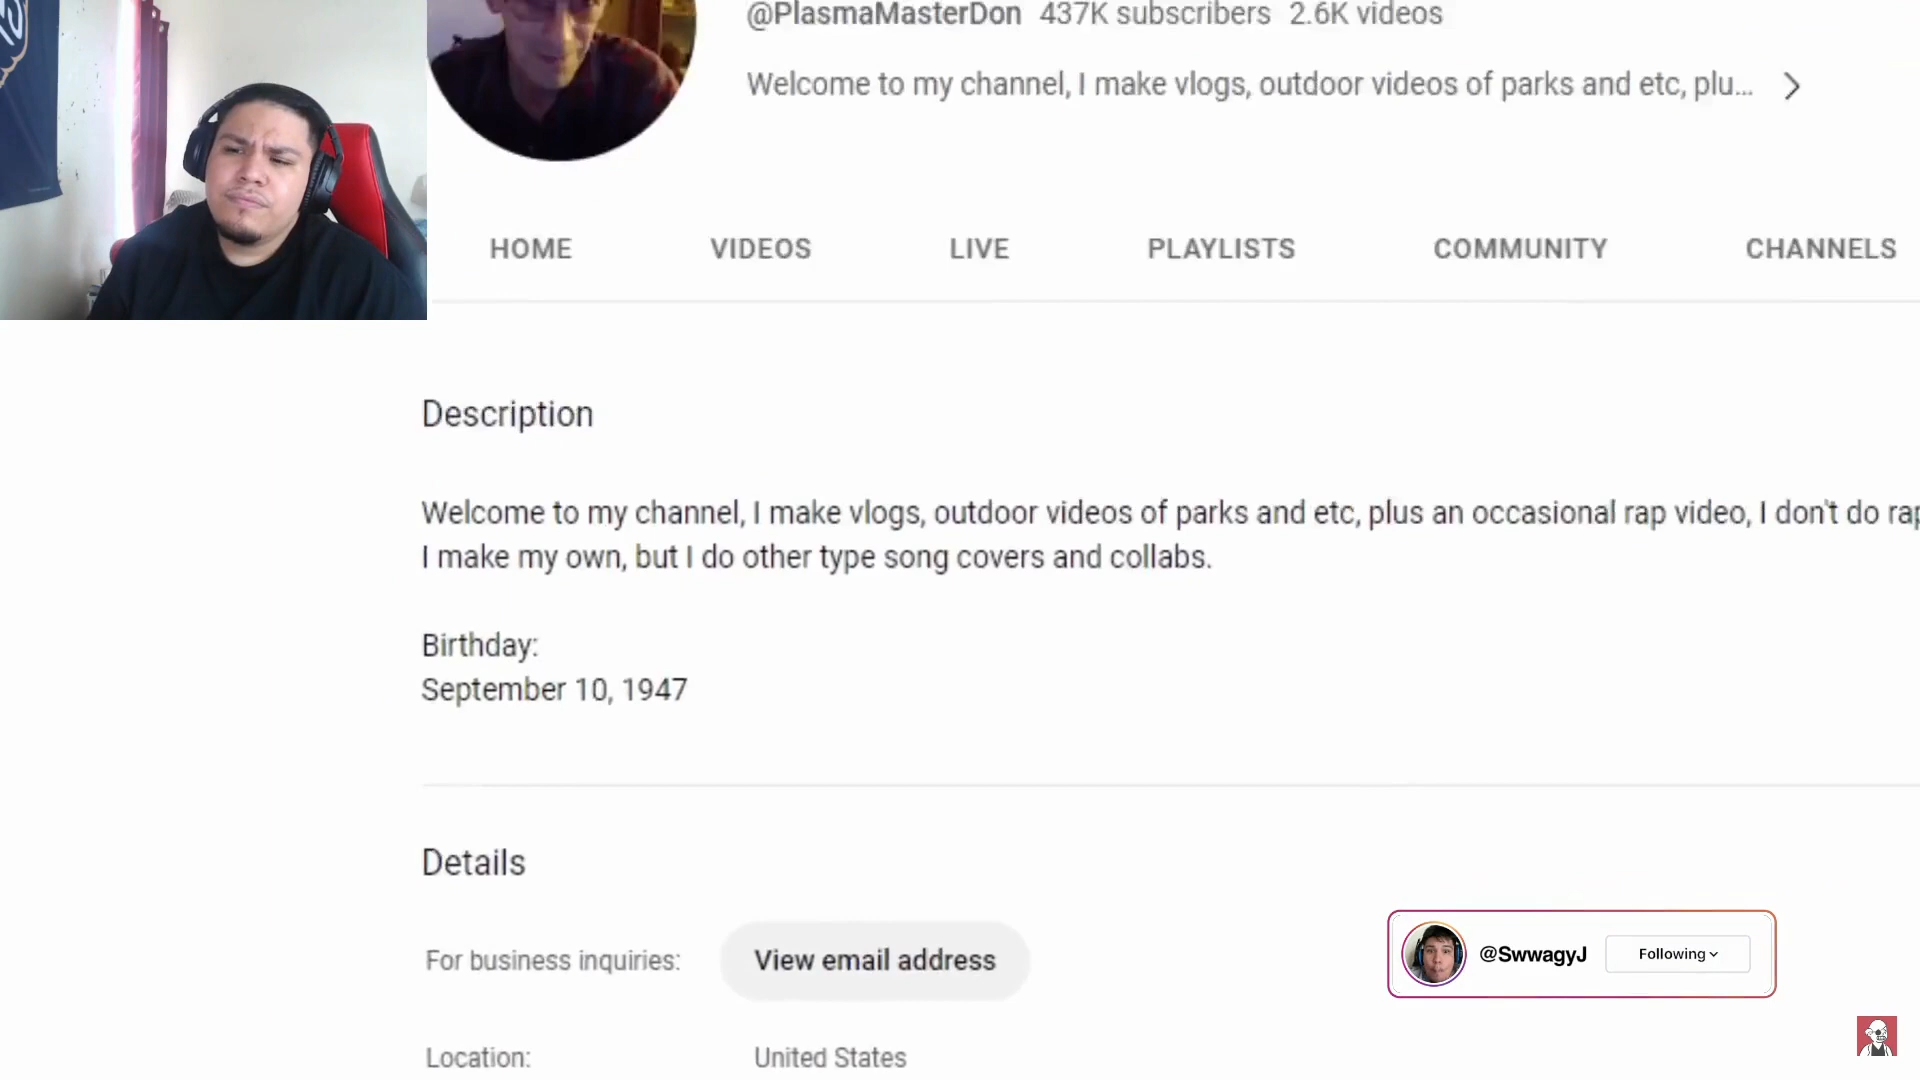 @PlasmaMasterDon 437K subscribers 2.6K videos
Welcome to my channel, I make vlogs, outdoor videos of parks and etc, plu...
HOME VIDEOS LIVE PLAYLISTS COMMUNITY CHANNELS
Description
Welcome to my channel, I make vlogs, outdoor videos of parks and etc, plus an occasional rap video, I don't do rap
I make my own, but I do other type song covers and collabs.
Birthday:
September 10, 1947
Details
For business inquiries: View email address
@SwwagyJ Following
Location: United States